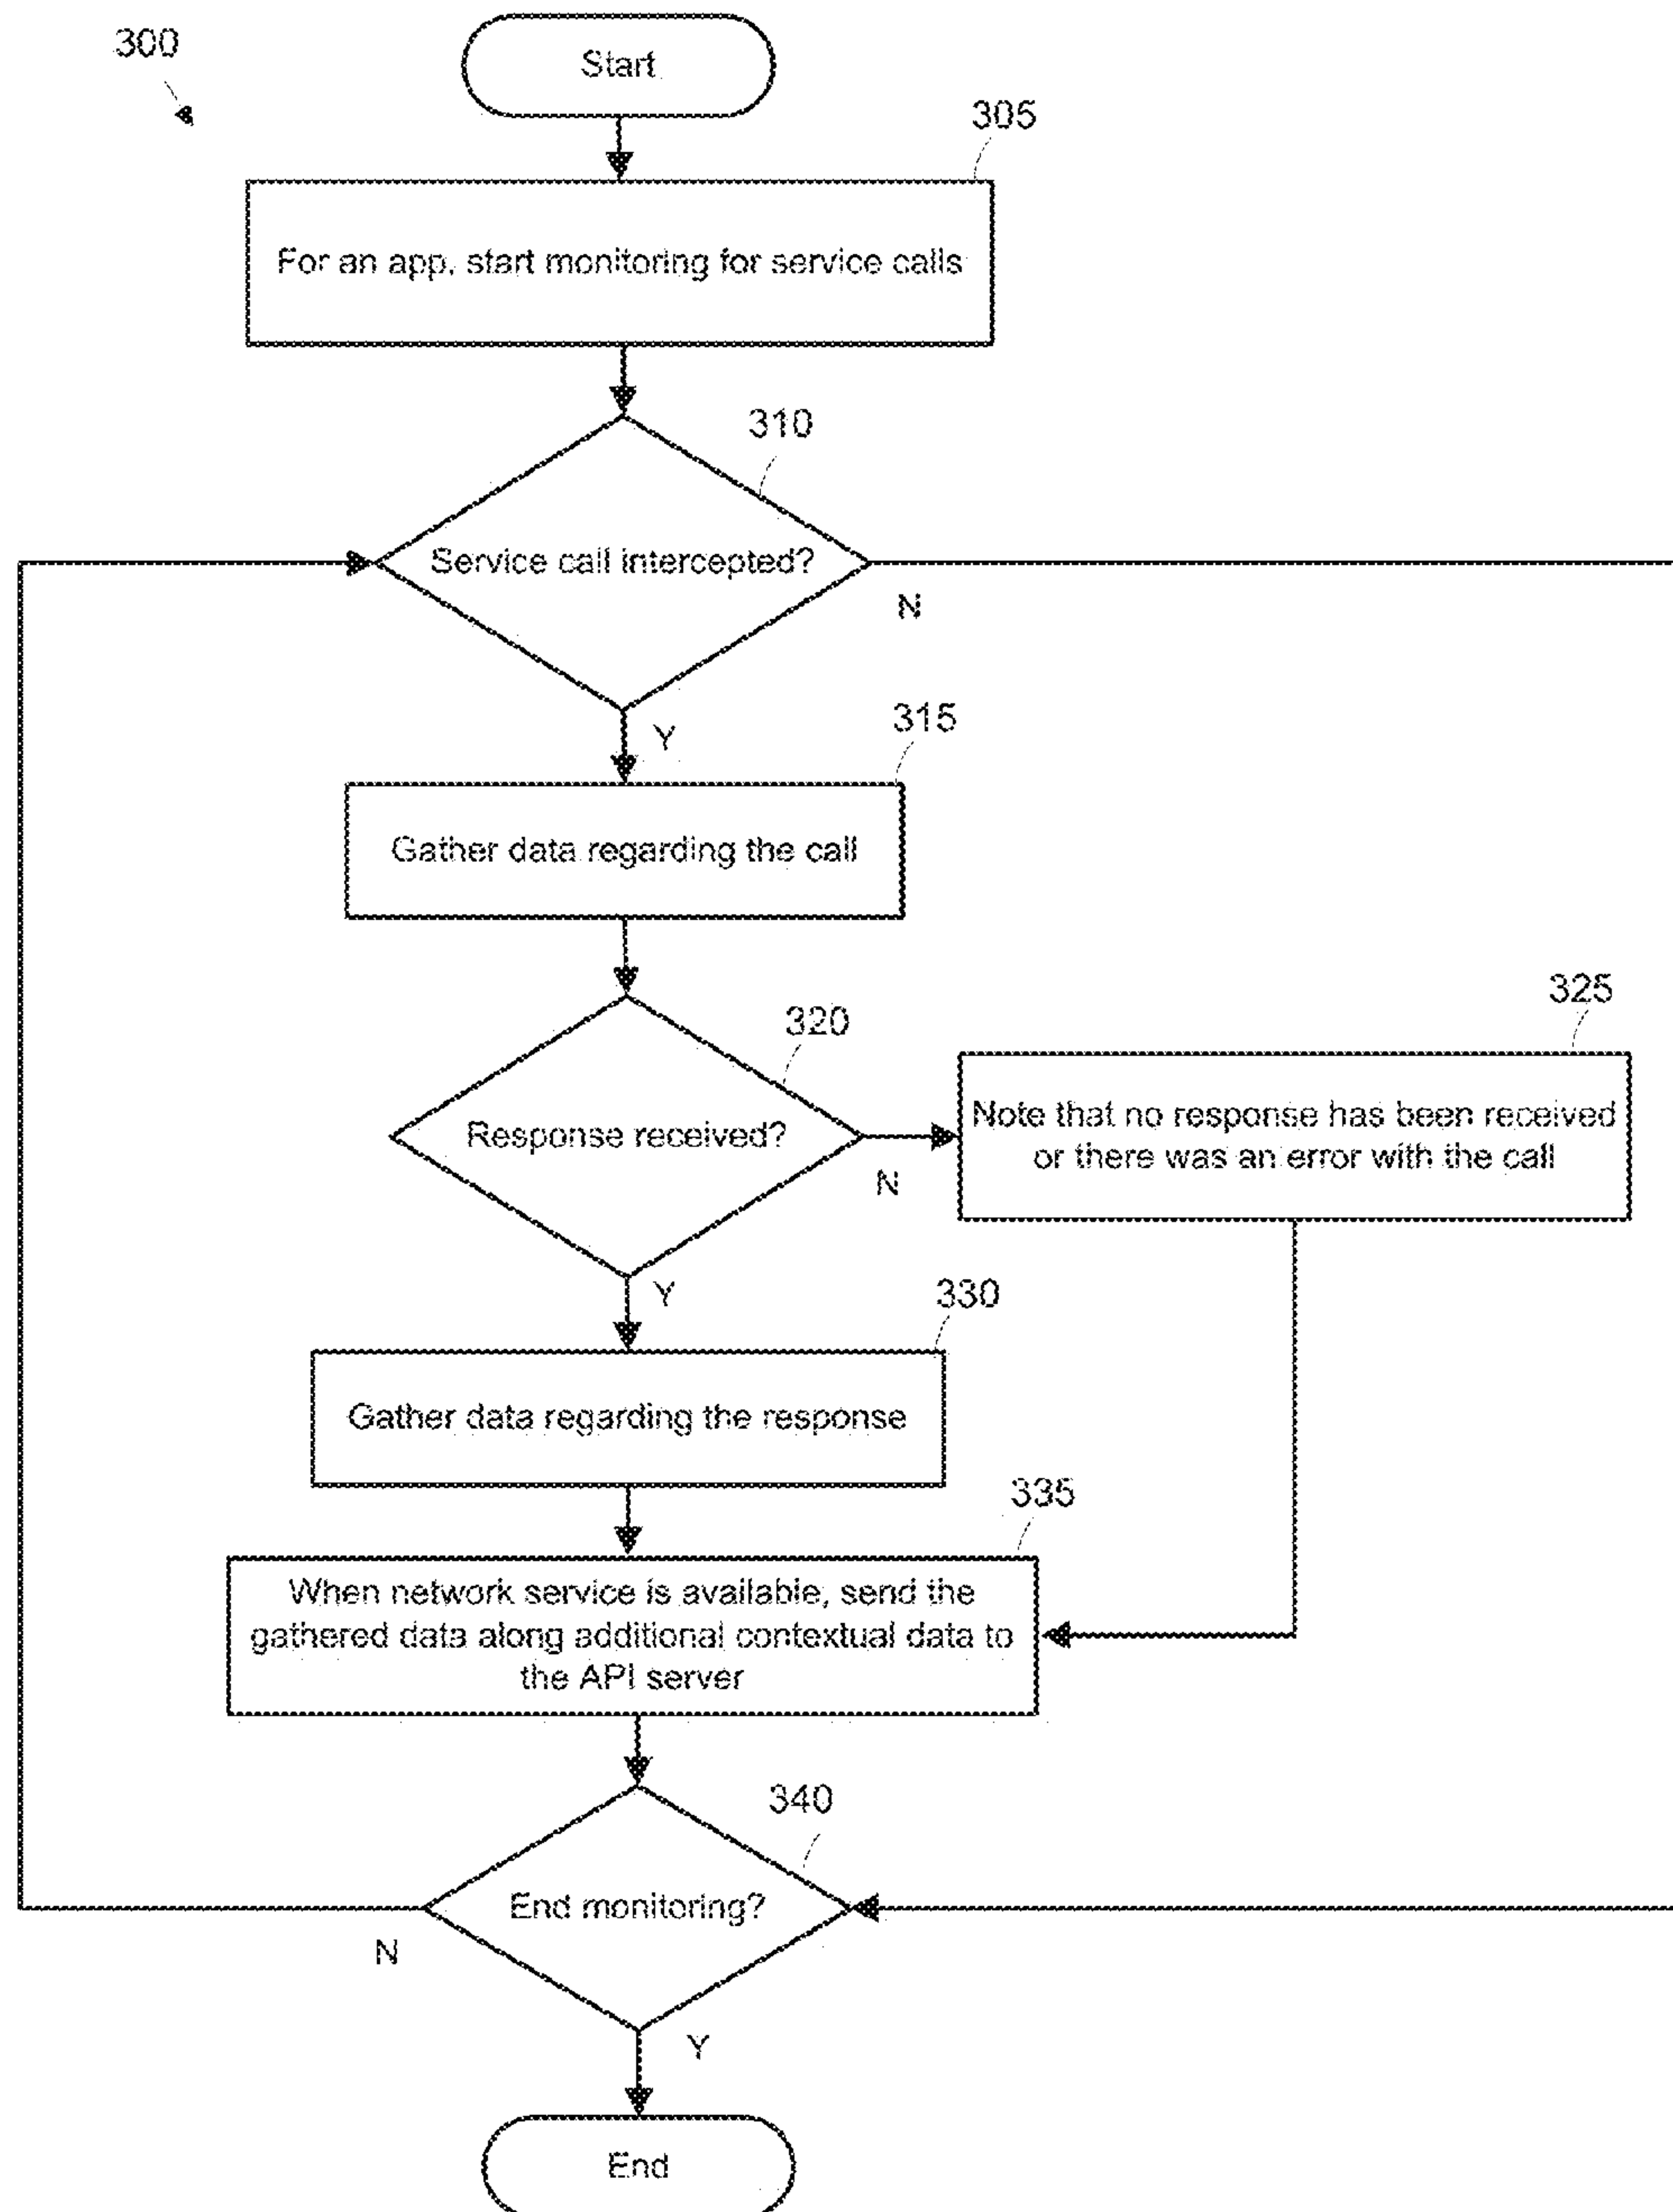 300
Start
305
For an app, start monitoring for service calls
310
Service call intercepted?
N
Y
315
Gather data regarding the call
320
325
Response received?
Note that no response has been received
or there was an error with the call
N
Y
330
Gather data regarding the response
335
When network service is available, send the
gathered data along additional contextual data to
the API server
340
End monitoring?
N
Y
End